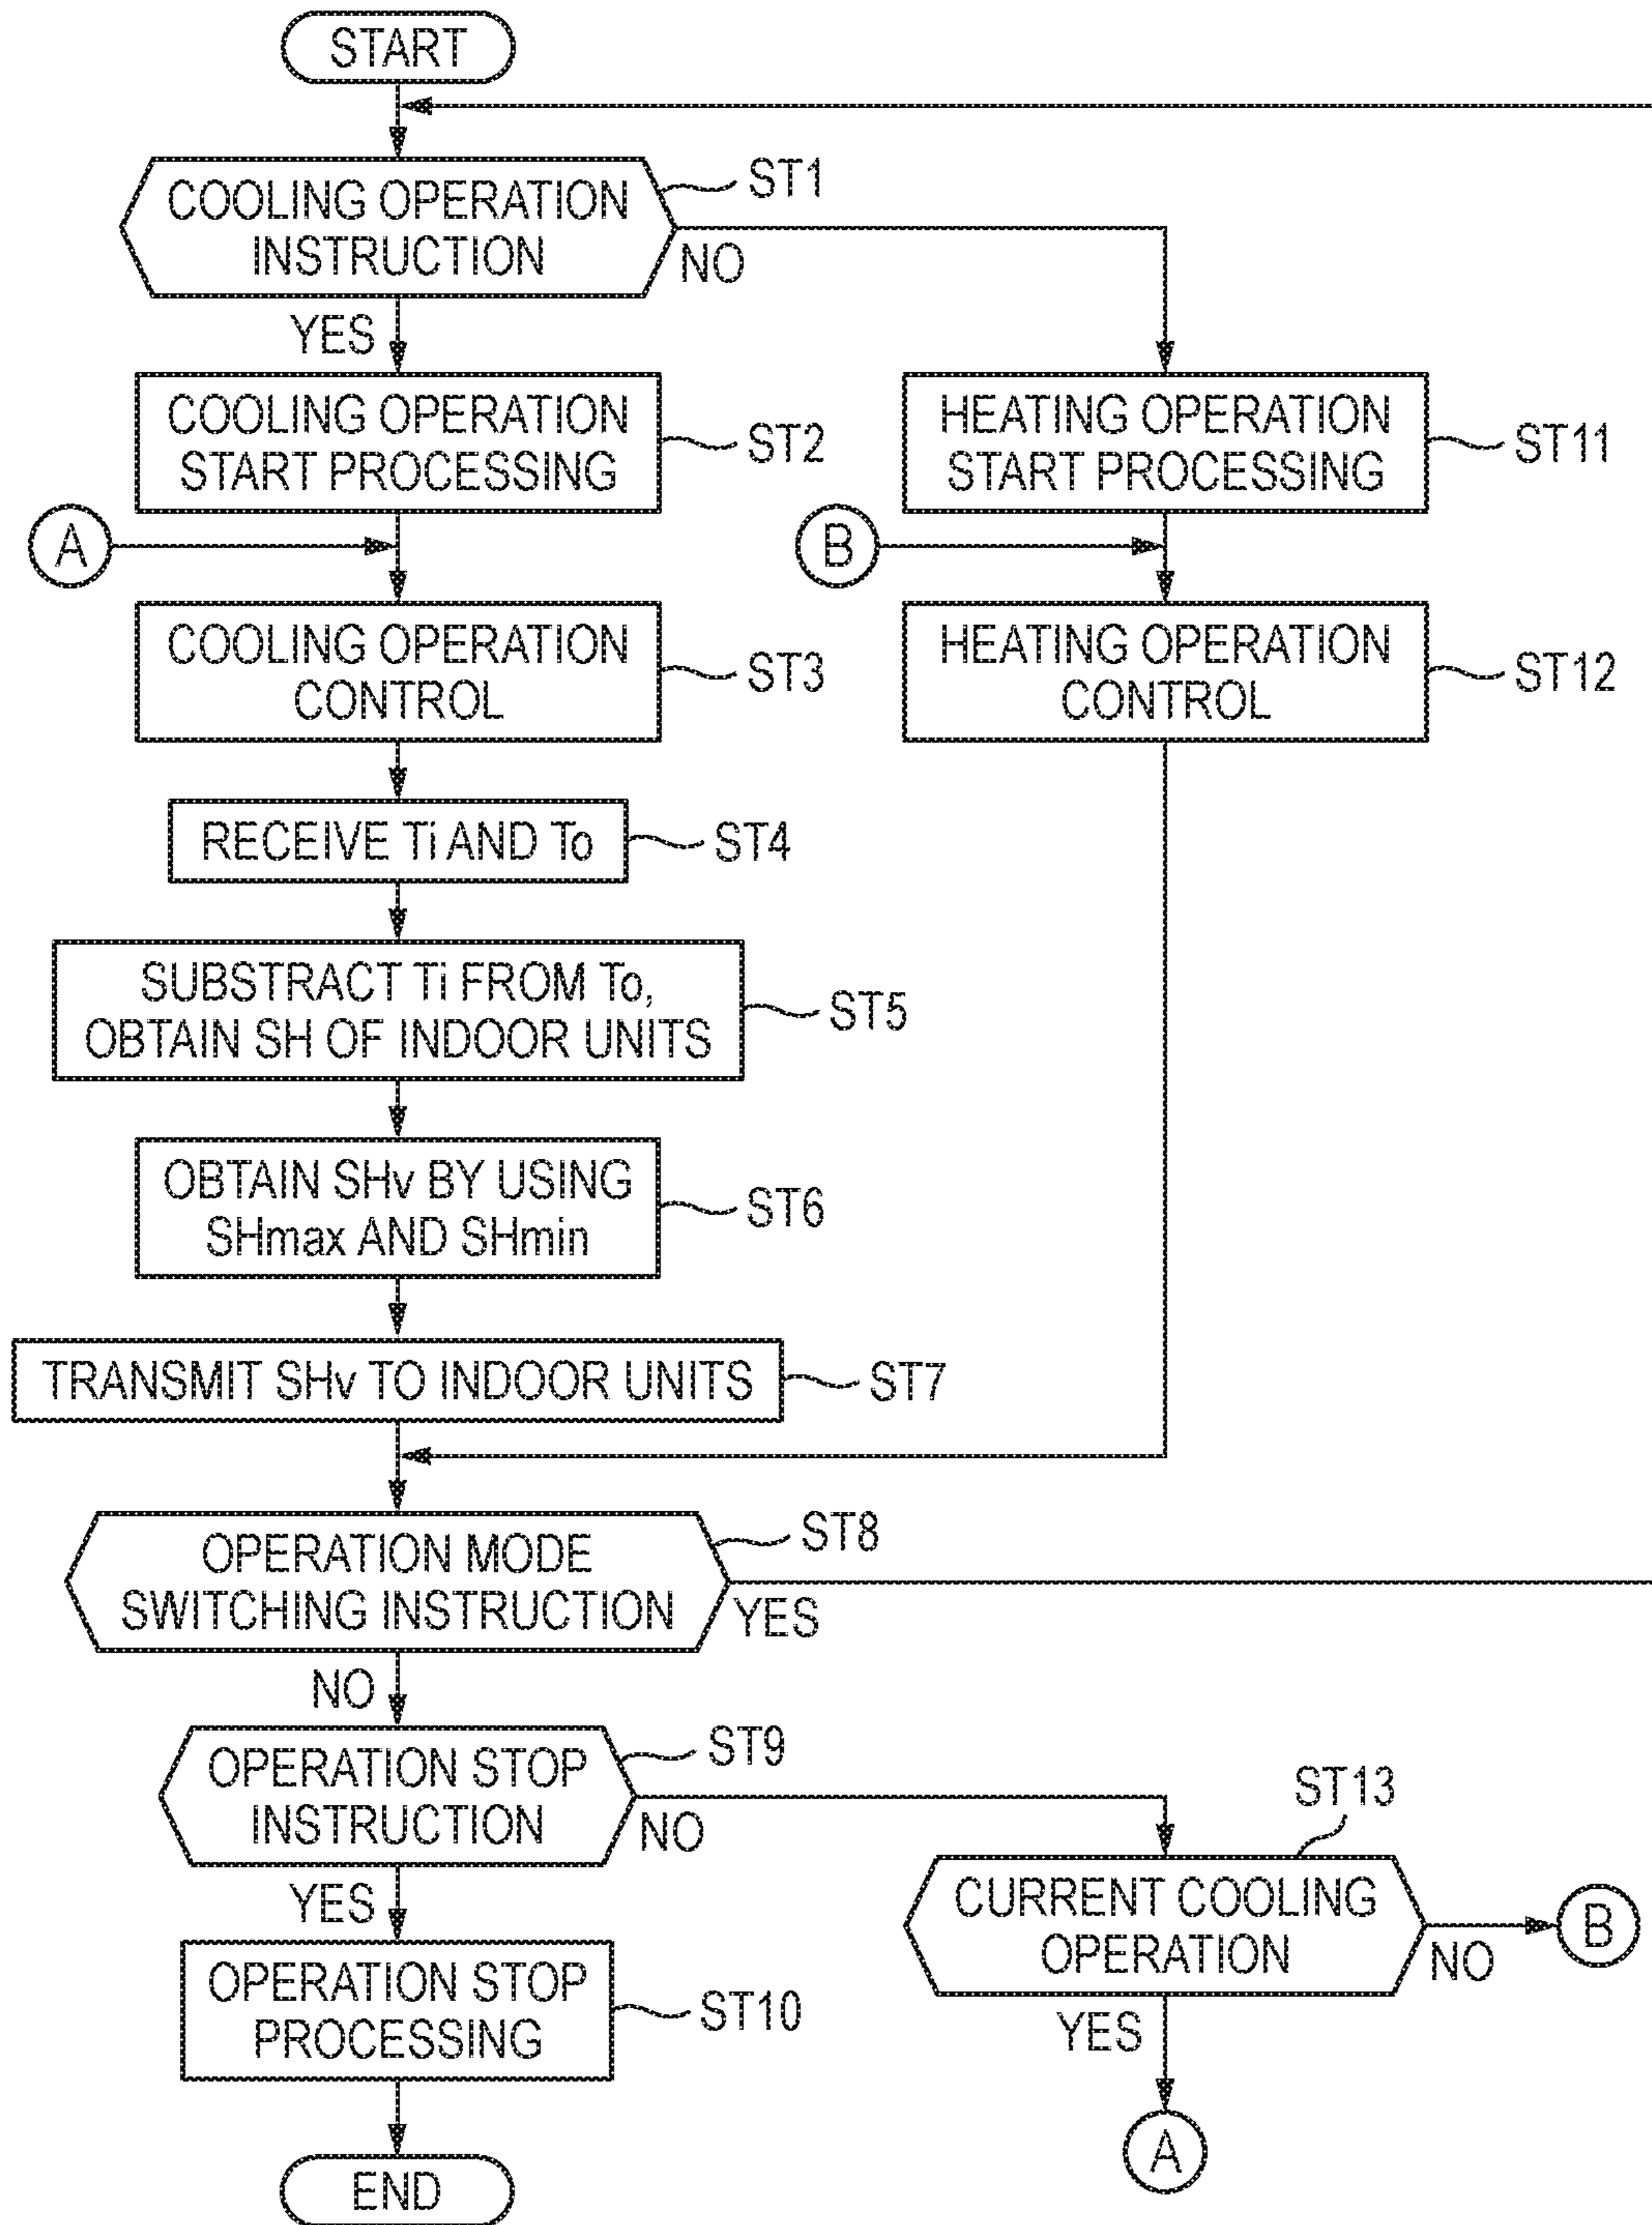 START
COOLING OPERATION
INSTRUCTION
ST1
NO
YES
COOLING OPERATION
START PROCESSING
ST2
HEATING OPERATION
START PROCESSING
ST11
A
B
COOLING OPERATION
CONTROL
ST3
HEATING OPERATION
CONTROL
ST12
RECEIVE Ti AND To
ST4
SUBSTRACT Ti FROM To,
OBTAIN SH OF INDOOR UNITS
ST5
OBTAIN SHv BY USING
SHmax AND SHmin
ST6
TRANSMIT SHv TO INDOOR UNITS
ST7
OPERATION MODE
SWITCHING INSTRUCTION
ST8
YES
NO
OPERATION STOP
INSTRUCTION
ST9
NO
YES
ST13
CURRENT COOLING
OPERATION
NO
B
YES
A
OPERATION STOP
PROCESSING
ST10
END